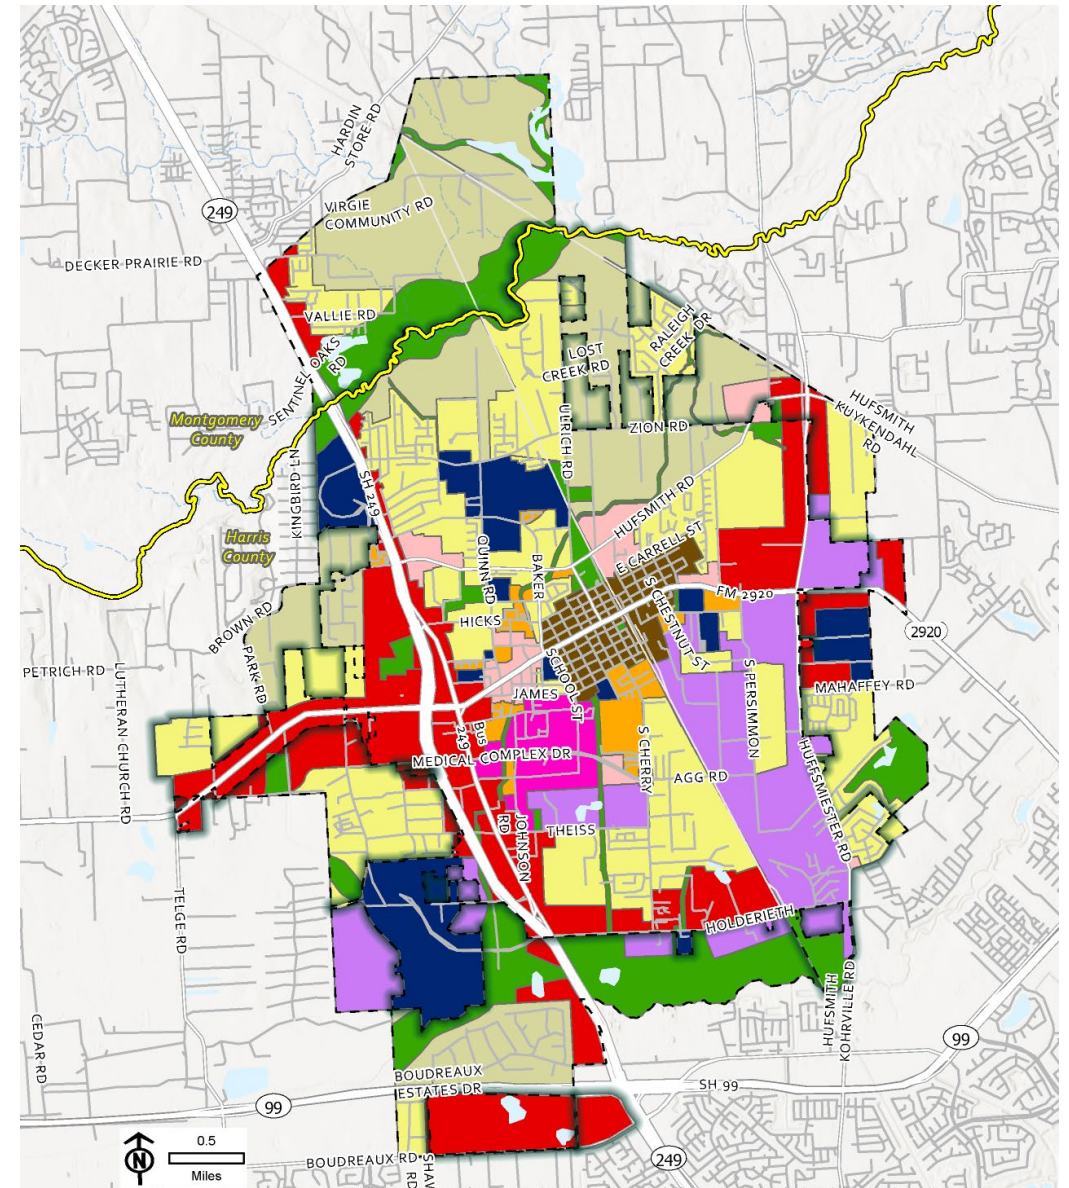 HARDIN
STORE RD
249
VIRGIE
COMMUNITY RD
DECKER PRAIRIE RD
VALLIE RD
SENTINEL OAKS
RD
RALEIGH
CREEK DR
LOST
CREEK RD
HUFSMITH
KUYKENDAHL
RD
Montgomery
County
ULRICH RD
ZION RD
KINGBIRD LN
SH 249
HUFSMITH RD
Harris
County
QUINN RD
BAKER
E CARRELL ST
FM 2920
HICKS
S CHESTNUT ST
2920
BROWN RD
PARK RD
PETRICH RD
LUTHERAN CHURCH RD
SCHOOL ST
JAMES
S PERSIMMON
MAHAFFEY RD
Bus
249
MEDICAL COMPLEX DR
S CHERRY
AGG RD
HUFFSMIESTER RD
JOHNSON
RD
THEISS
TELGE RD
HOLDERIETH
HUFSMITH
KOHRVILLE RD
CEDAR RD
99
BOUDREAUX
ESTATES DR
SH 99
99
0.5
Miles
N
BOUDREAUX RD
SHAW
RD
249